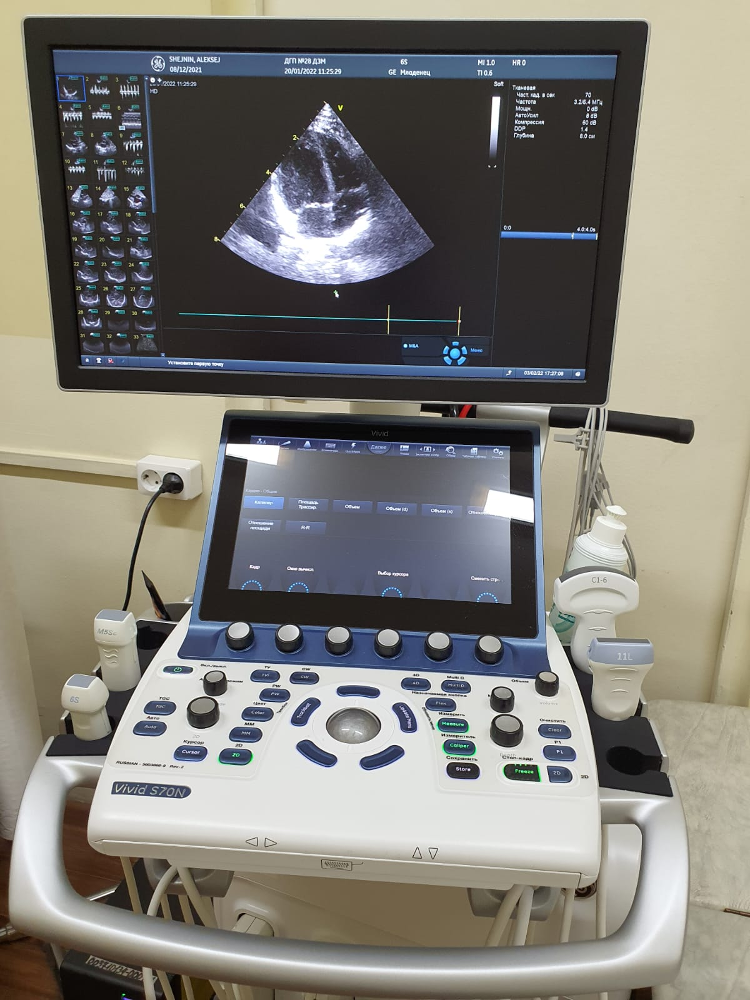 SHEJNIN, ALEKSEJ
08/12/2021
ДГП №28 ДЗМ
20/01/2022 11:25:29
6S
GE Младенец
MI 1.0
TI 0.6
HR 0
/2022 11:25:29
HD
Soft
V
2
4
6
8
Тканевая
Част. кад. в сек 70
Частота 3.2/6.4 МГц
Мощн. 0 dB
АвтоУсил 8 dB
Компрессия 60 dB
DDP 1.4
Глубина 8.0 см
0:0 4.0:4.0s
1 2 3
4 5 6
7 8 9
10 11 12
13 14 15
16 17 18
19 20 21
22 23 24
25 26 27
28 29 30
31 32 33
M&A
Меню
Установите первую точку
03/02/22 17:27:08
Vivid
QuickApps
Далее
Обзор
Кардио - Общие
Калипер
Площадь Трассир.
Объем
Объем (d)
Объем (s)
Отношен
Отношение площади
R-R
Кадр
Окно вычисл.
Выбор курсора
Сменить стр-...
C1-6
M5Sc
11L
6S
Вкл./выкл.
TV
TVI
CW
CW
4D
4D
Multi D
Multi D
Объем
Volume
PW
PW
Назначаемая кнопка
Flex
TGC
TGC
Цвет
Color
Trackball
Update/Menu
Измерить
Measure
Очистить
Clear
Авто
Auto
2D
MM
MM
Измеритель
Caliper
P1
P1
Курсор
Cursor
2D
2D
Сохранить
Store
Depth
Стоп-кадр
Freeze
2D
2D
RUSSIAN - 5603866-9 Rev-2
Vivid S70N